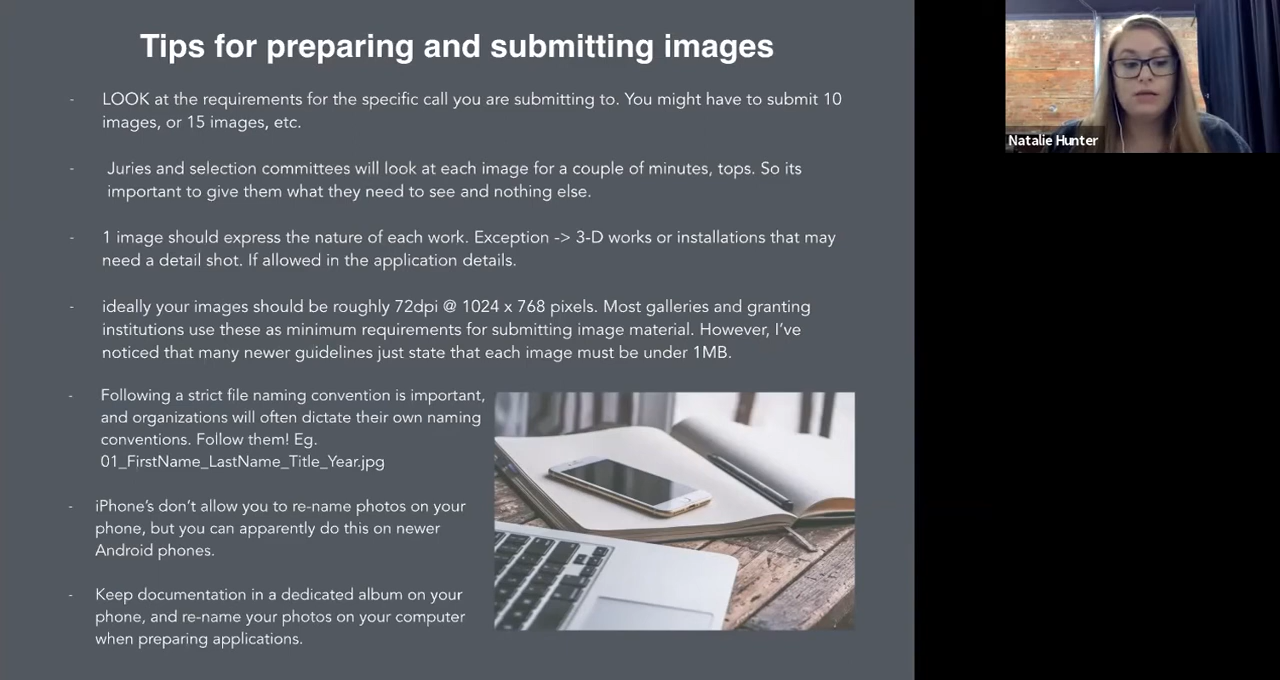 Tips for preparing and submitting images
- LOOK at the requirements for the specific call you are submitting to. You might have to submit 10
images, or 15 images, etc.
- Juries and selection committees will look at each image for a couple of minutes, tops. So its
important to give them what they need to see and nothing else.
- 1 image should express the nature of each work. Exception -> 3-D works or installations that may
need a detail shot. If allowed in the application details.
- ideally your images should be roughly 72dpi @ 1024 x 768 pixels. Most galleries and granting
institutions use these as minimum requirements for submitting image material. However, I’ve
noticed that many newer guidelines just state that each image must be under 1MB.
- Following a strict file naming convention is important,
and organizations will often dictate their own naming
conventions. Follow them! Eg.
01_FirstName_LastName_Title_Year.jpg
- iPhone’s don’t allow you to re-name photos on your
phone, but you can apparently do this on newer
Android phones.
- Keep documentation in a dedicated album on your
phone, and re-name your photos on your computer
when preparing applications.
Natalie Hunter